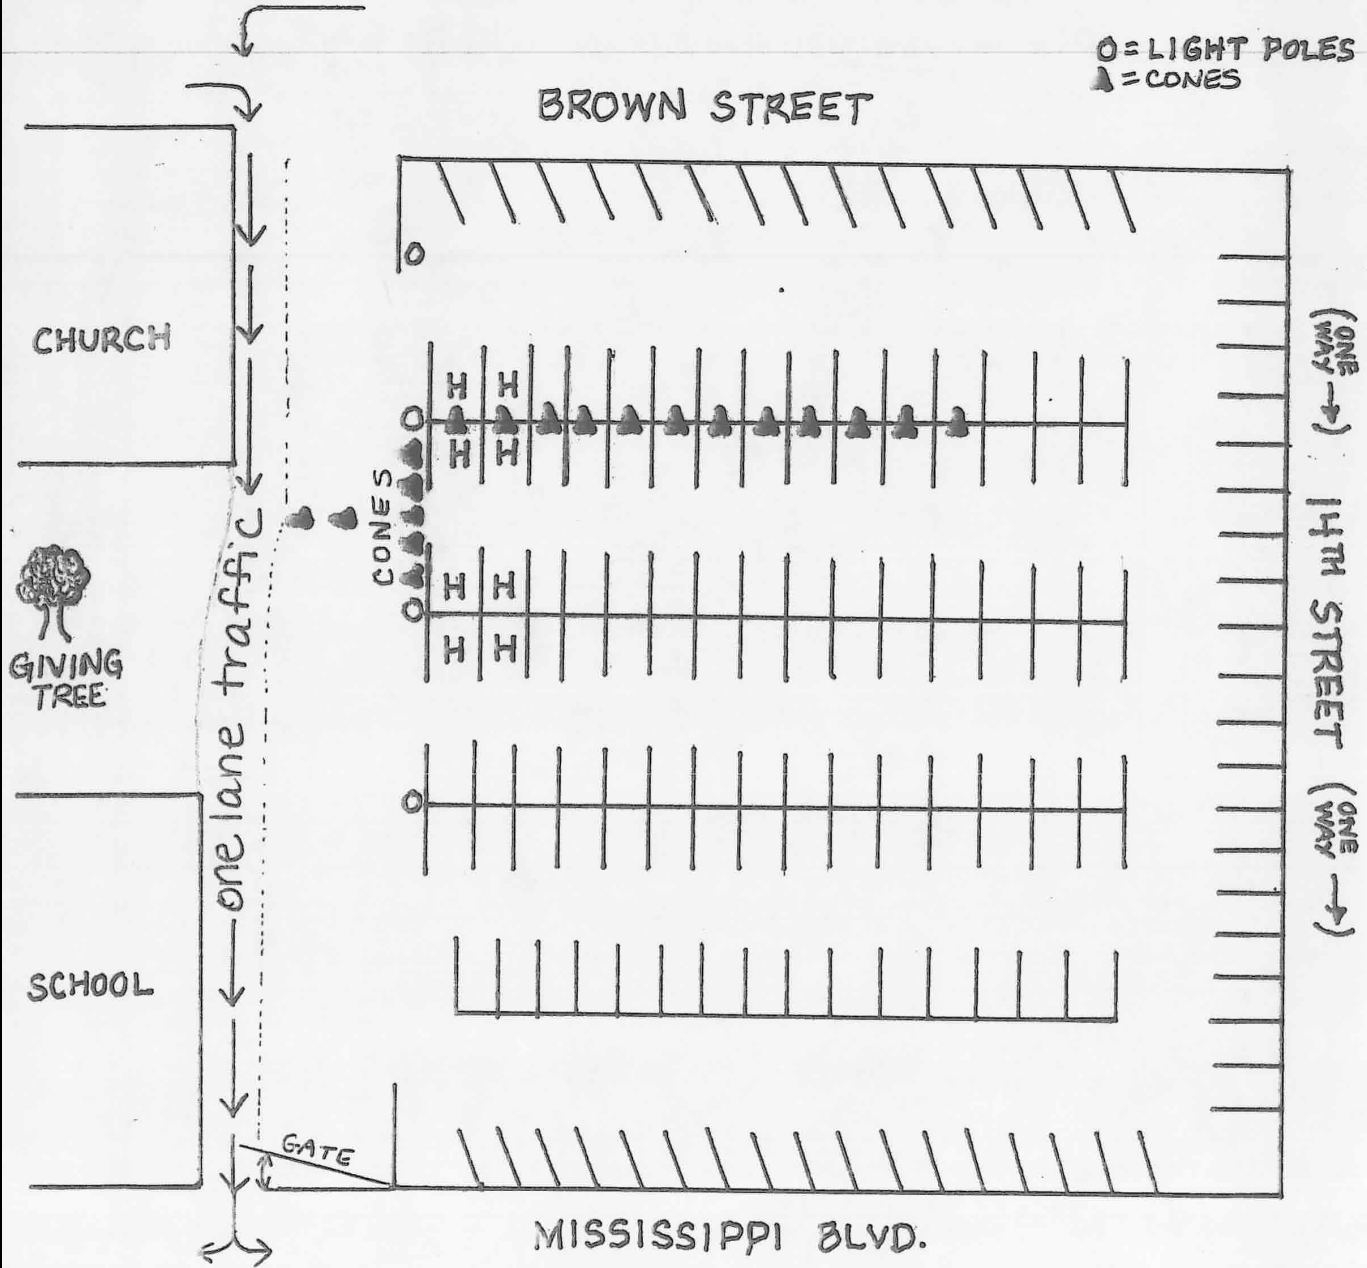 O = LIGHT POLES
= CONES
BROWN STREET
CHURCH
H H
H H
CONES
H H
H H
one lane traffic
GIVING
TREE
SCHOOL
GATE
(ONE
WAY →)
14TH STREET
(ONE
WAY →)
MISSISSIPPI BLVD.